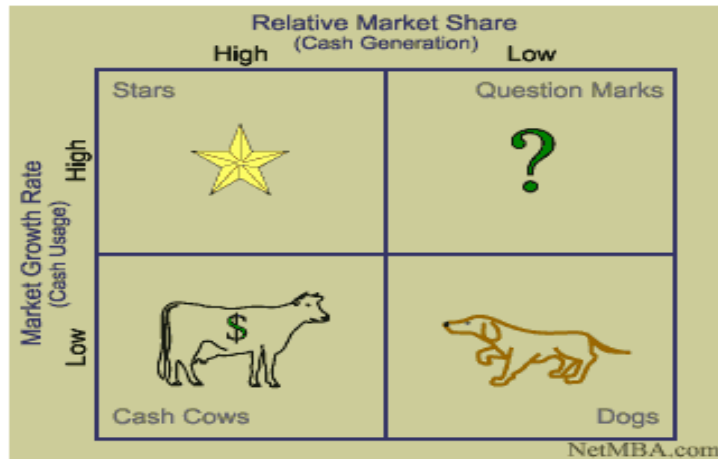 Relative Market Share
(Cash Generation)
High Low
Stars Question Marks
?
Market Growth Rate
(Cash Usage)
High
Low
$
Cash Cows Dogs
NetMBA.com